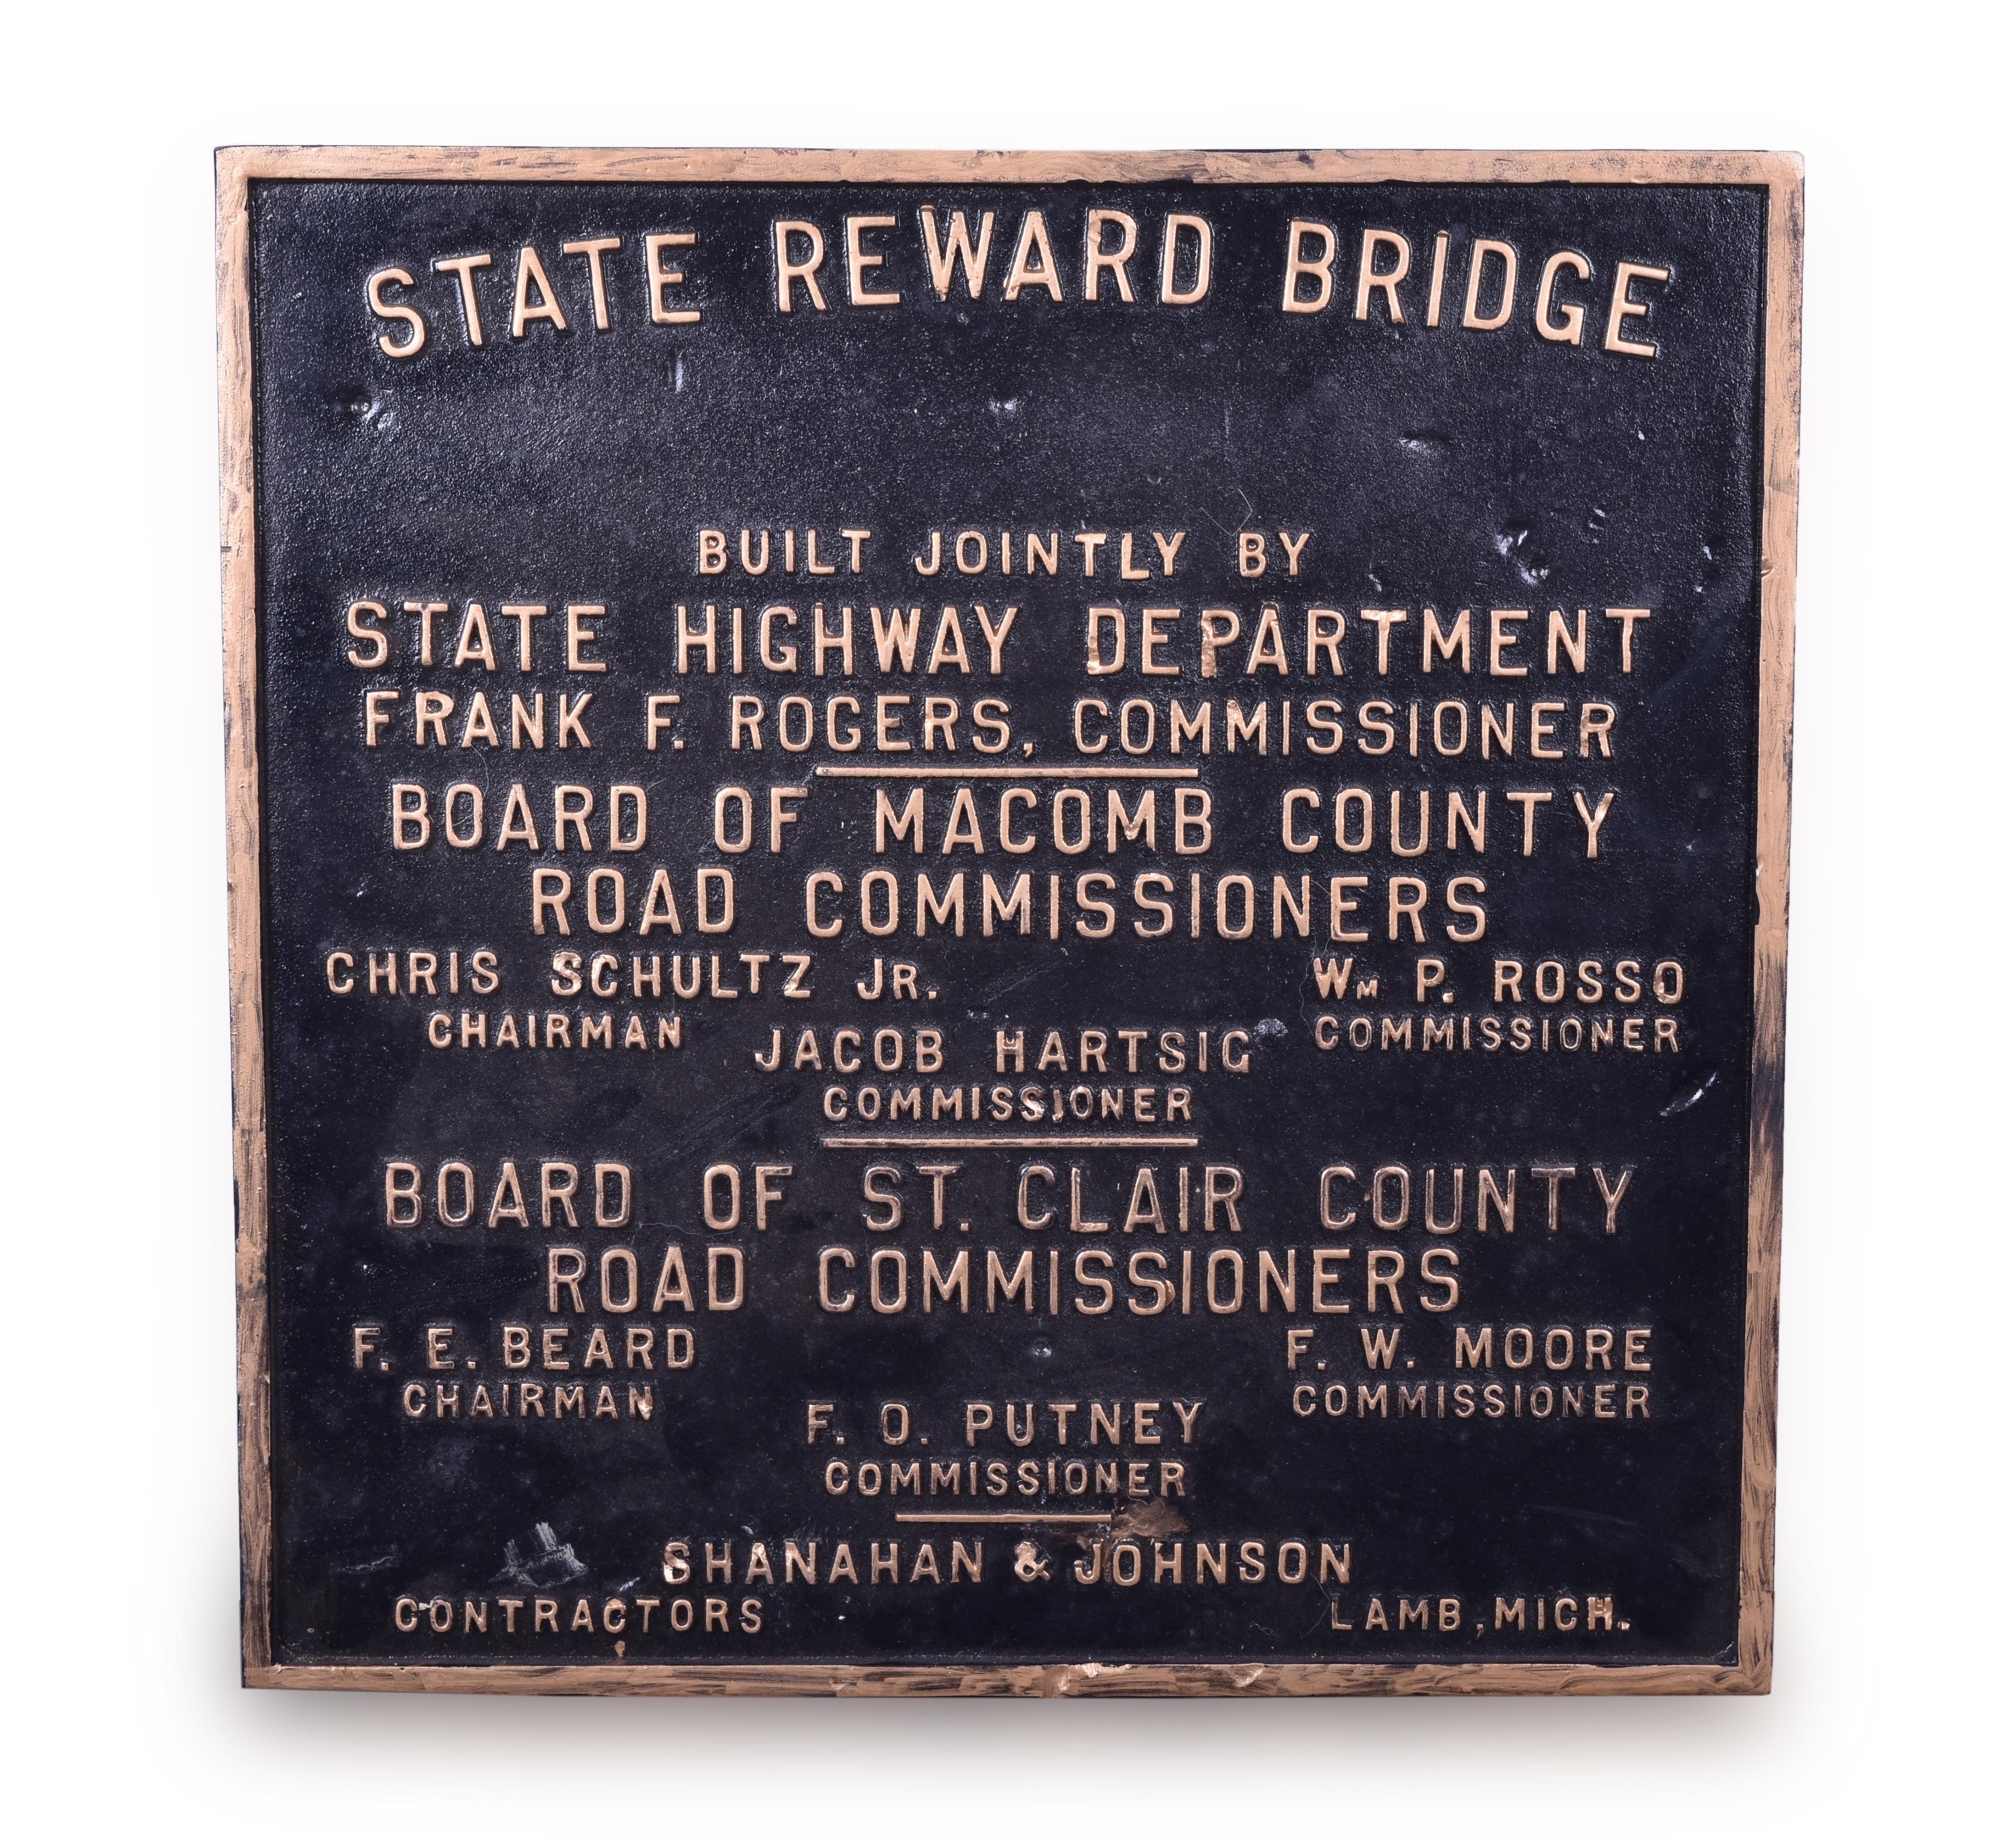 STATE REWARD BRIDGE
BUILT JOINTLY BY
STATE HIGHWAY DEPARTMENT
FRANK F. ROGERS, COMMISSIONER
BOARD OF MACOMB COUNTY
ROAD COMMISSIONERS
CHRIS SCHULTZ JR. WM P. ROSSO
CHAIRMAN COMMISSIONER
JACOB HARTSIG
COMMISSIONER
BOARD OF ST. CLAIR COUNTY
ROAD COMMISSIONERS
F. E. BEARD F. W. MOORE
CHAIRMAN COMMISSIONER
F. O. PUTNEY
COMMISSIONER
SHANAHAN & JOHNSON
CONTRACTORS LAMB, MICH.